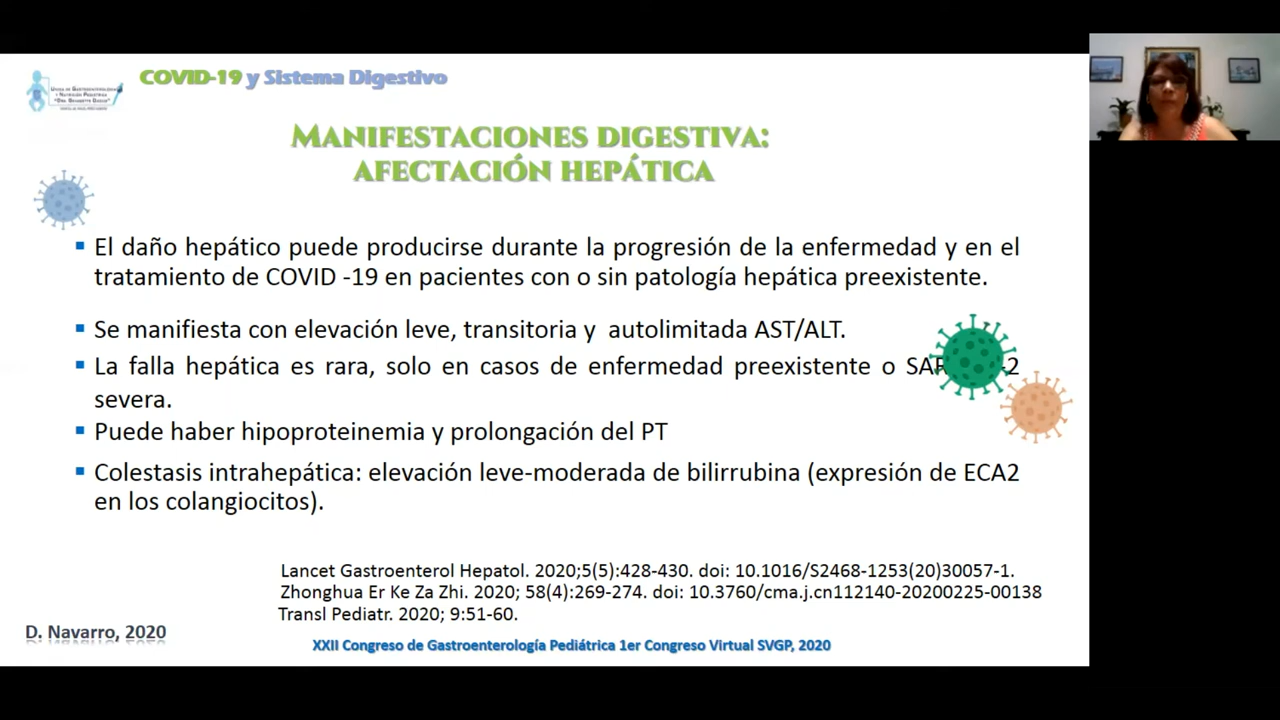 COVID-19 y Sistema Digestivo
UNIDAD DE GASTROENTEROLOGÍA
Y NUTRICIÓN PEDIÁTRICA
MANIFESTACIONES DIGESTIVA:
AFECTACIÓN HEPÁTICA
El daño hepático puede producirse durante la progresión de la enfermedad y en el
tratamiento de COVID -19 en pacientes con o sin patología hepática preexistente.
Se manifiesta con elevación leve, transitoria y autolimitada AST/ALT.
La falla hepática es rara, solo en casos de enfermedad preexistente o
severa.
Puede haber hipoproteinemia y prolongación del PT
Colestasis intrahepática: elevación leve-moderada de bilirrubina (expresión de ECA2
en los colangiocitos).
Lancet Gastroenterol Hepatol. 2020;5(5):428-430. doi: 10.1016/S2468-1253(20)30057-1.
Zhonghua Er Ke Za Zhi. 2020; 58(4):269-274. doi: 10.3760/cma.j.cn112140-20200225-00138
Transl Pediatr. 2020; 9:51-60.
D. Navarro, 2020
XXII Congreso de Gastroenterología Pediátrica 1er Congreso Virtual SVGP, 2020